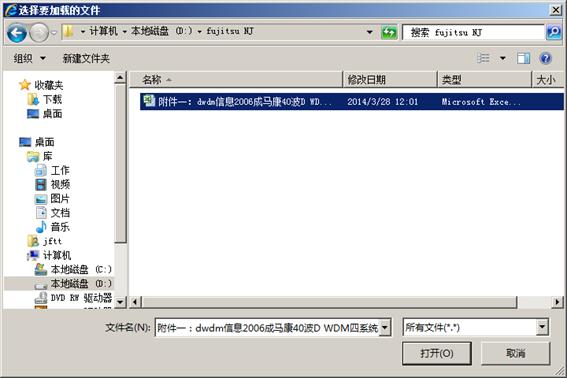 选择要加载的文件
计算机 本地磁盘 (D:) fujitsu NJ
搜索 fujitsu NJ
组织 新建文件夹
名称 修改日期 类型 大小
附件一：dwdm信息2006成马康40波D WD... 2014/3/28 12:01 Microsoft Exce...
收藏夹
下载
桌面
桌面
库
工作
视频
图片
文档
音乐
jftt
计算机
本地磁盘 (C:)
本地磁盘 (D:)
DVD RW 驱动器
文件名(N): 附件一：dwdm信息2006成马康40波D WDM四系统 所有文件(*.*)
打开(O) 取消